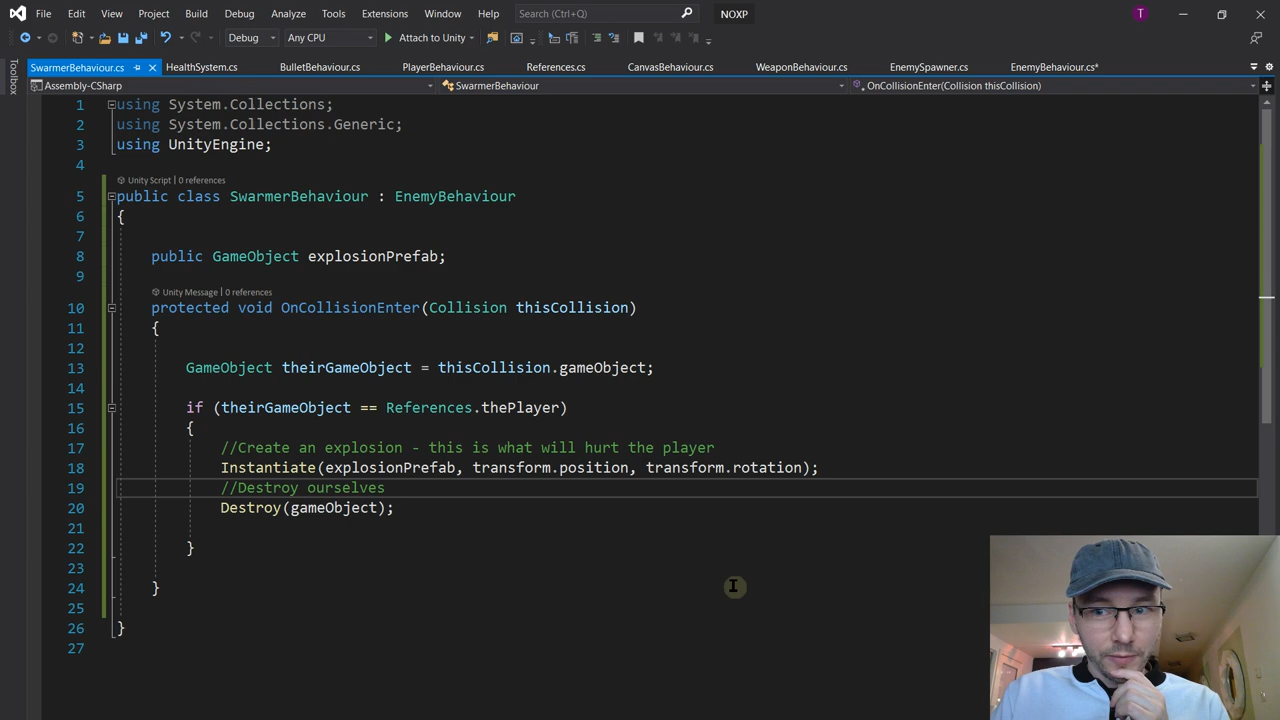 File Edit View Project Build Debug Analyze Tools Extensions Window Help Search (Ctrl+Q) NOXP T
Debug Any CPU Attach to Unity
Toolbox
SwarmerBehaviour.cs HealthSystem.cs BulletBehaviour.cs PlayerBehaviour.cs References.cs CanvasBehaviour.cs WeaponBehaviour.cs EnemySpawner.cs EnemyBehaviour.cs*
Assembly-CSharp SwarmerBehaviour OnCollisionEnter(Collision thisCollision)
1 using System.Collections;
2 using System.Collections.Generic;
3 using UnityEngine;
4
Unity Script | 0 references
5 public class SwarmerBehaviour : EnemyBehaviour
6 {
7
8 public GameObject explosionPrefab;
9
Unity Message | 0 references
10 protected void OnCollisionEnter(Collision thisCollision)
11 {
12
13 GameObject theirGameObject = thisCollision.gameObject;
14
15 if (theirGameObject == References.thePlayer)
16 {
17 //Create an explosion - this is what will hurt the player
18 Instantiate(explosionPrefab, transform.position, transform.rotation);
19 //Destroy ourselves
20 Destroy(gameObject);
21
22 }
23
24 }
25
26 }
27